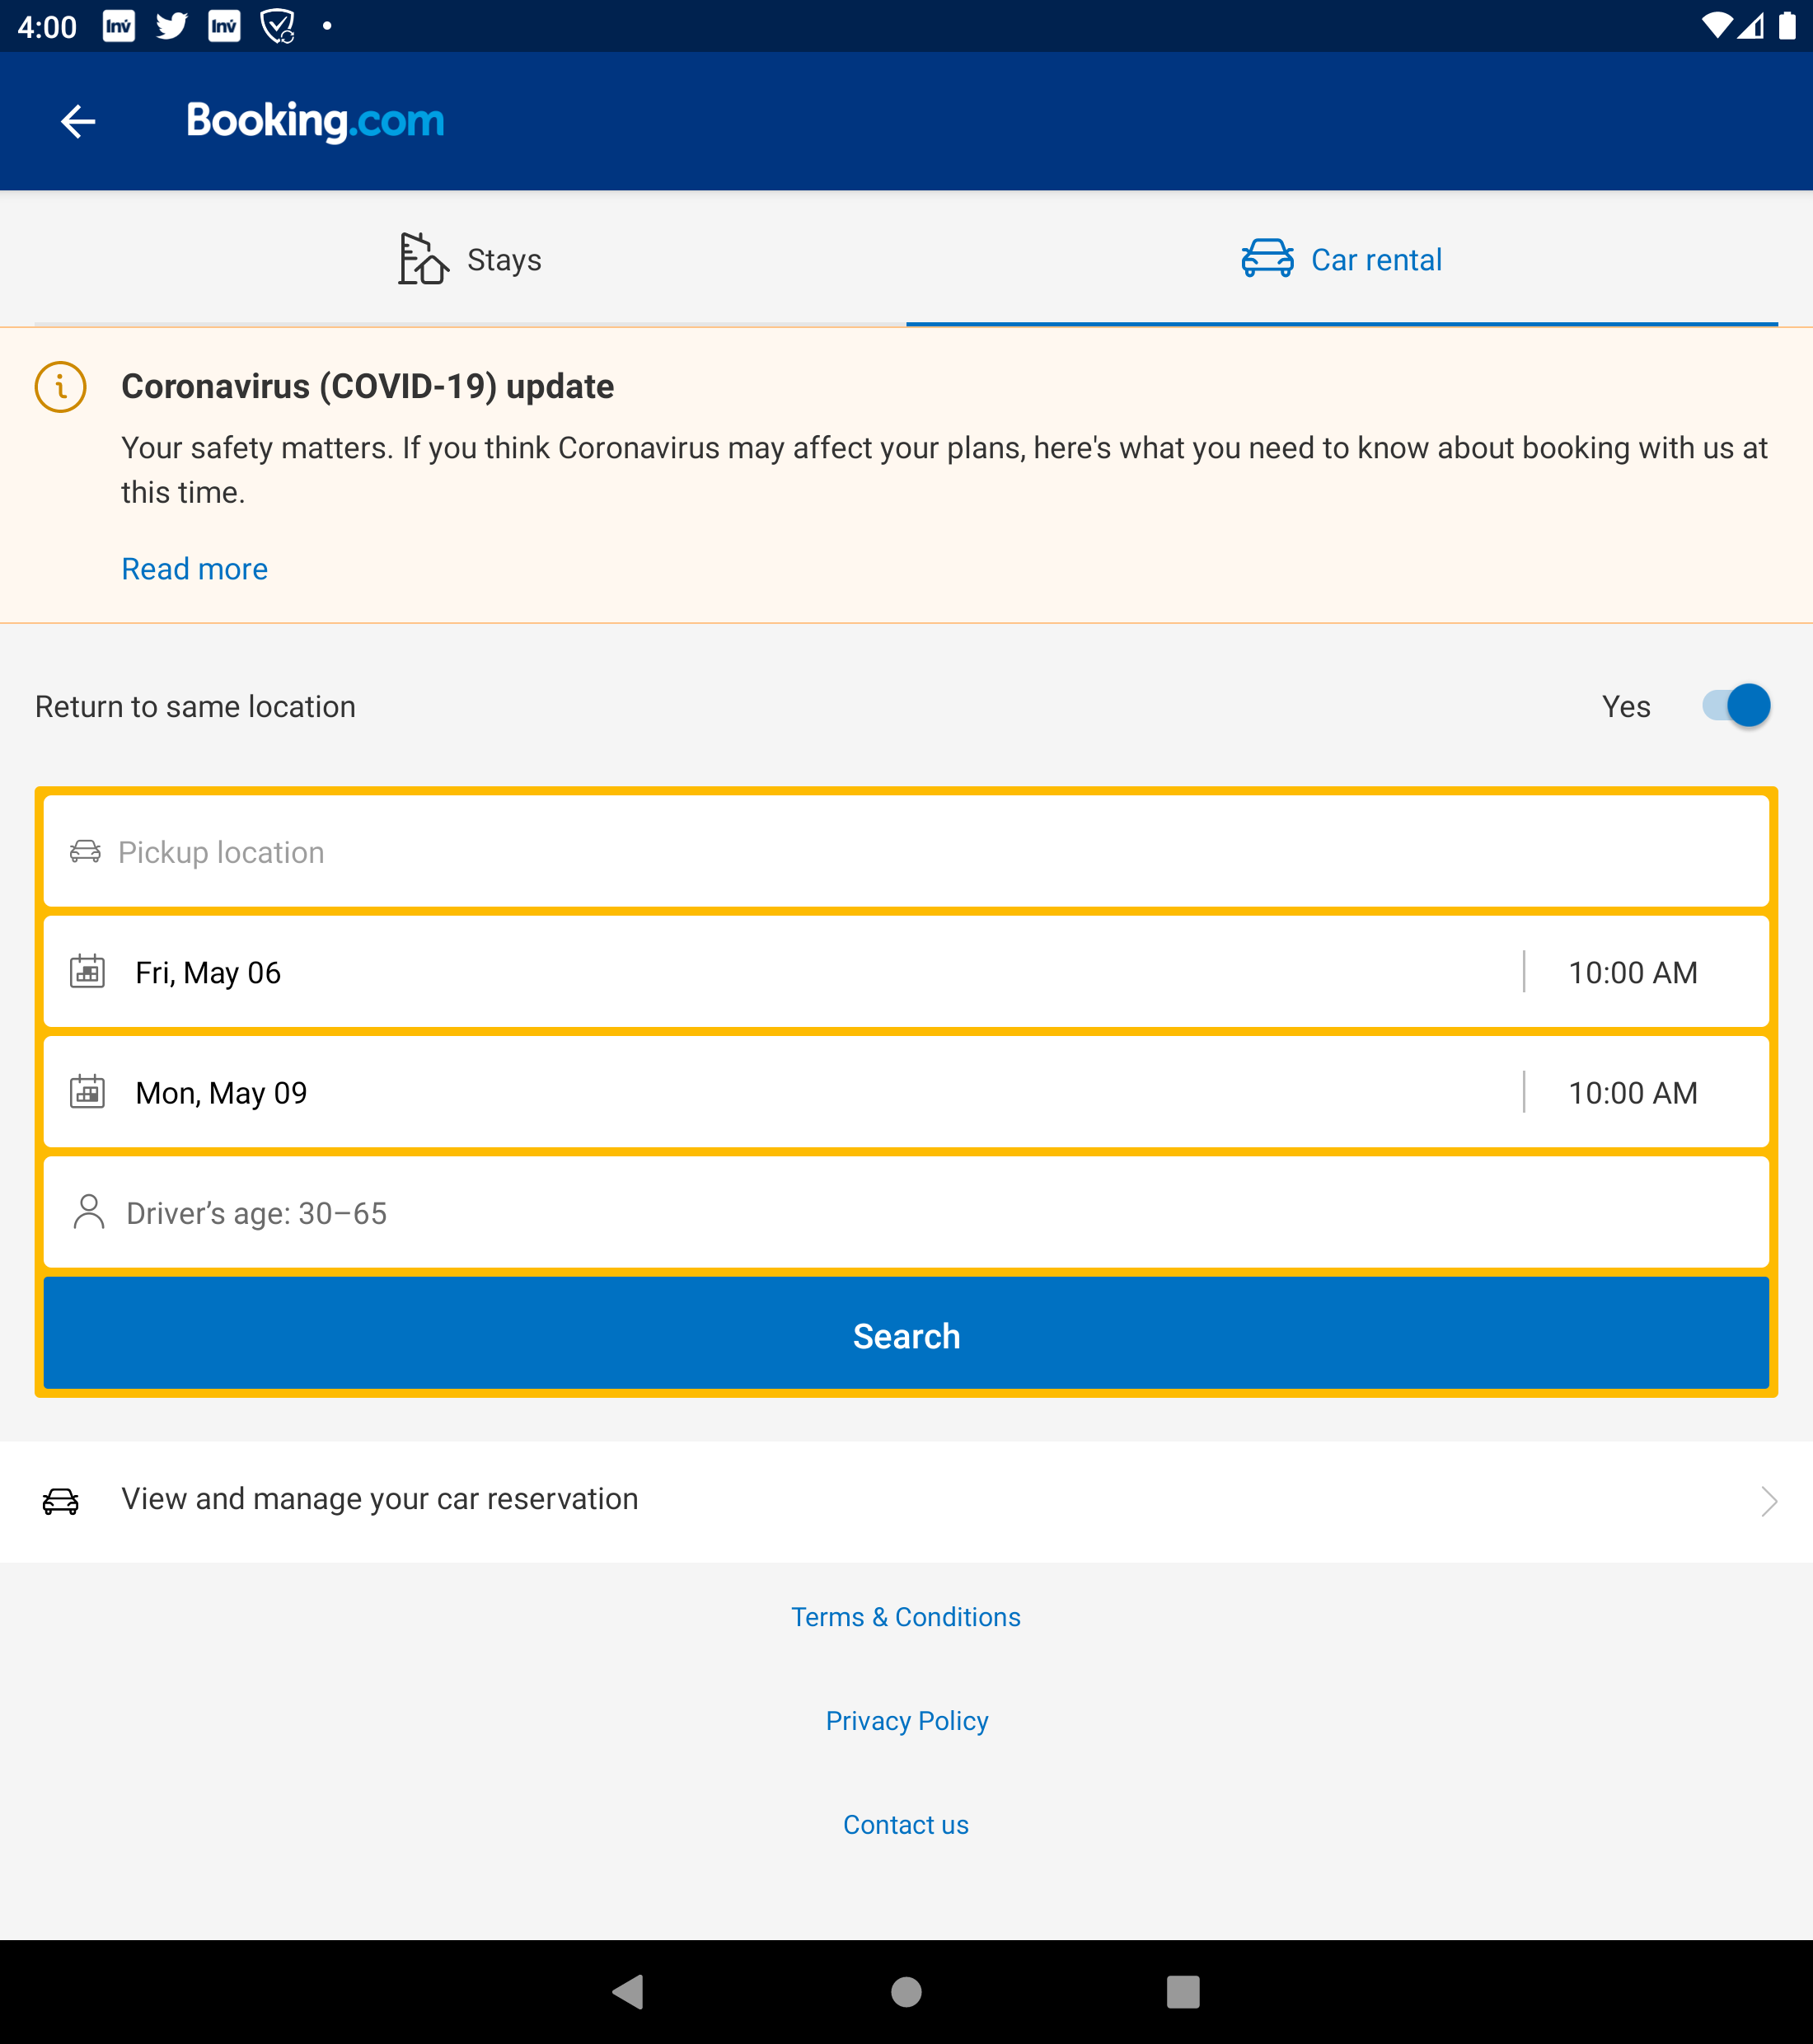 4:00 Inv Inv
Booking.com
Stays
Car rental
Coronavirus (COVID-19) update
Your safety matters. If you think Coronavirus may affect your plans, here's what you need to know about booking with us at
this time.
Read more
Return to same location
Yes
Pickup location
Fri, May 06
10:00 AM
Mon, May 09
10:00 AM
Driver’s age: 30–65
Search
View and manage your car reservation
Terms & Conditions
Privacy Policy
Contact us